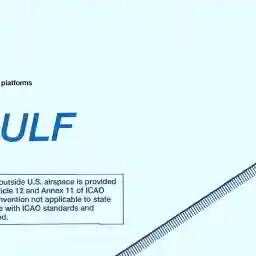 platforms
ULF
outside U.S. airspace is provided
ticle 12 and Annex 11 of ICAO
nvention not applicable to state
e with ICAO standards and
ed.